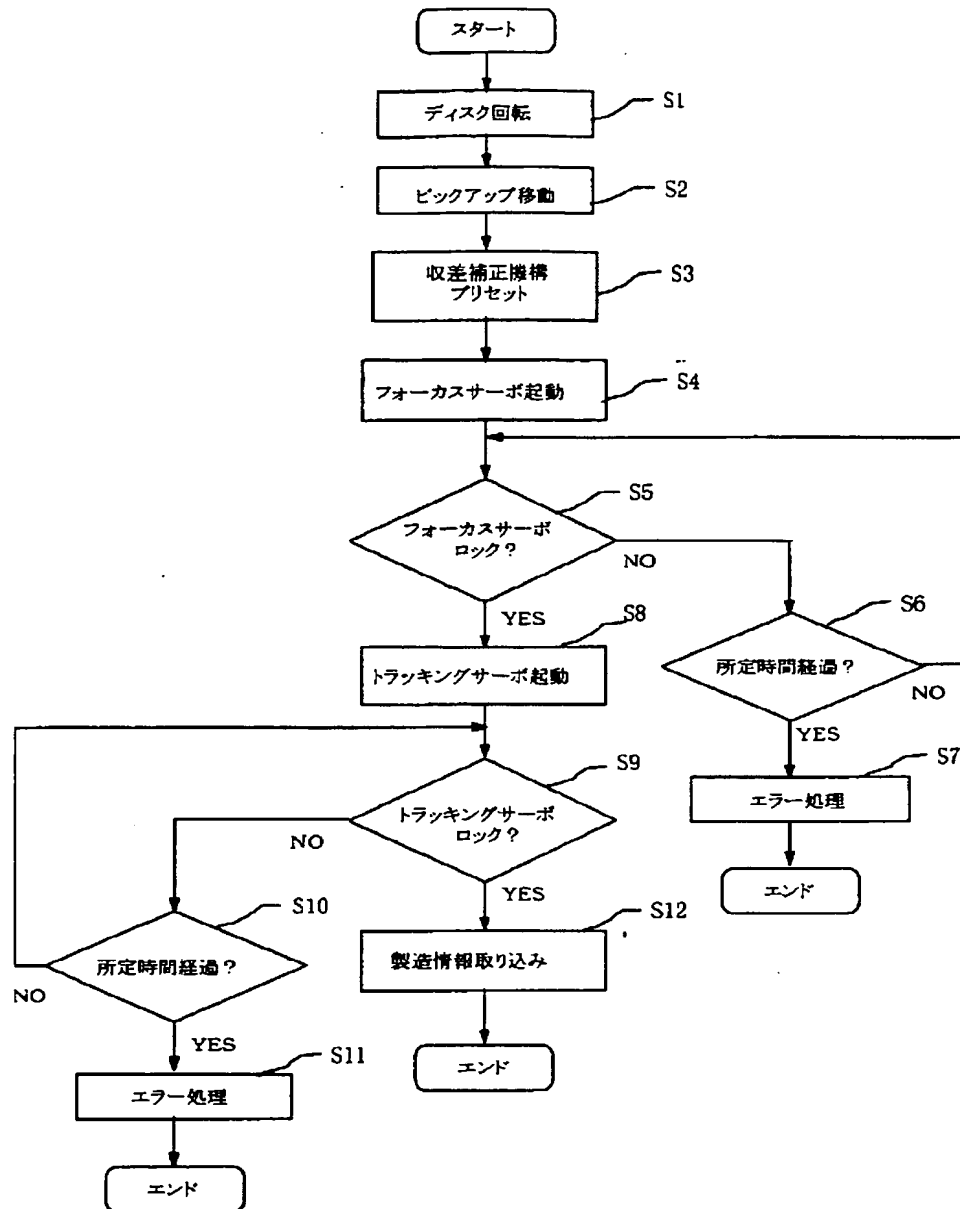 スタート
ディスク回転
S1
ピックアップ移動
S2
収差補正機構
プリセット
S3
フォーカスサーボ起動
S4
フォーカスサーボ
ロック?
S5
NO
YES
所定時間経過?
S6
NO
YES
エラー処理
S7
エンド
トラッキングサーボ起動
S8
トラッキングサーボ
ロック?
S9
NO
YES
所定時間経過?
S10
NO
YES
エラー処理
S11
エンド
製造情報取り込み
S12
エンド